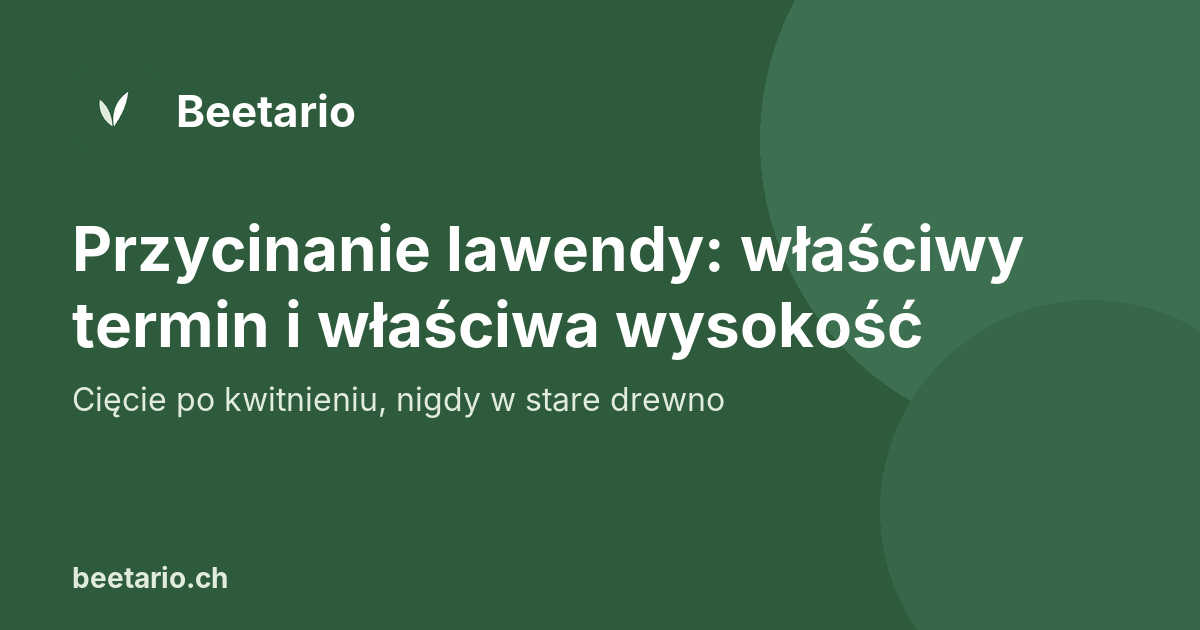 Beetario
Przycinanie lawendy: właściwy
termin i właściwa wysokość
Cięcie po kwitnieniu, nigdy w stare drewno
beetario.ch